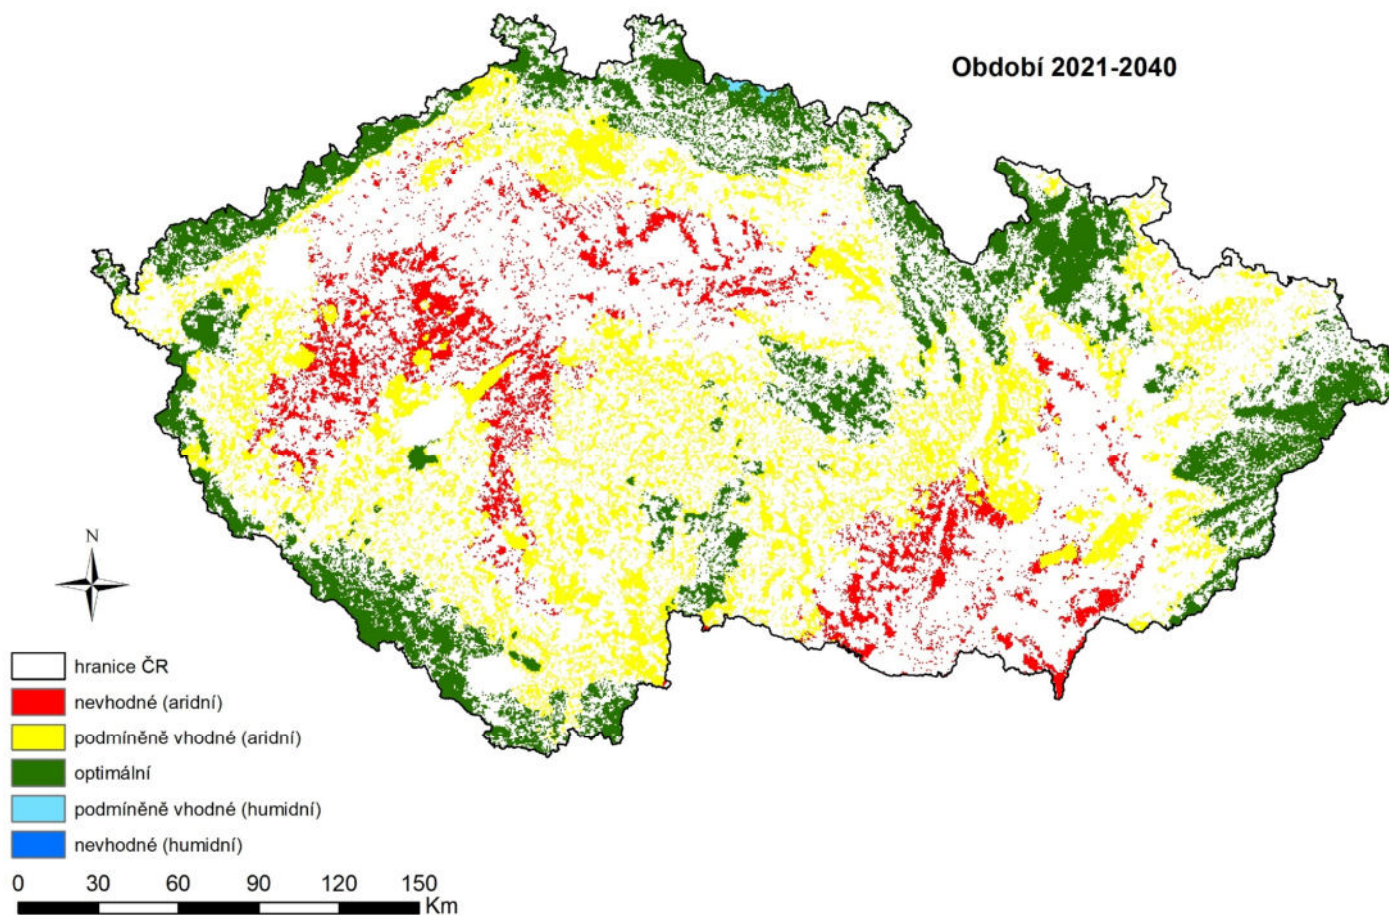 Období 2021-2040
N
hranice ČR
nevhodné (aridní)
podmíněně vhodné (aridní)
optimální
podmíněně vhodné (humidní)
nevhodné (humidní)
0 30 60 90 120 150
Km